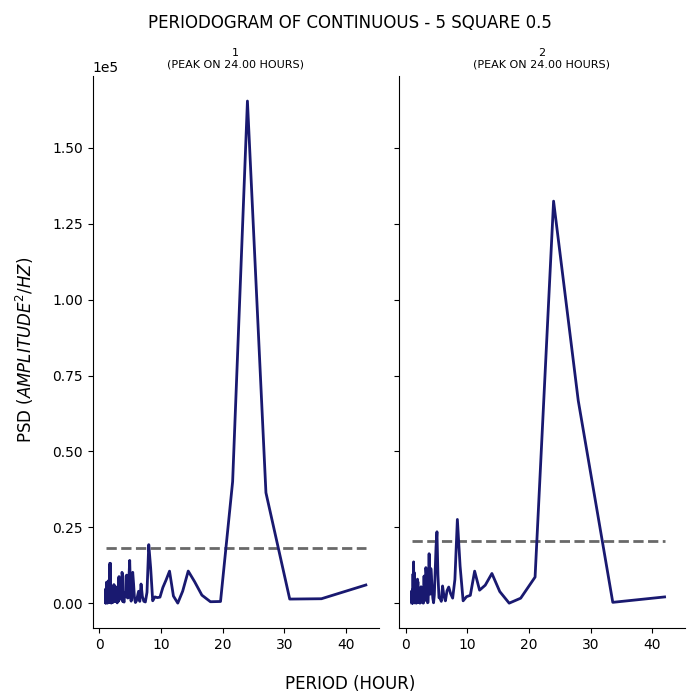 PERIODOGRAM OF CONTINUOUS - 5 SQUARE 0.5
1
(PEAK ON 24.00 HOURS)
2
(PEAK ON 24.00 HOURS)
1e5
1.50
1.25
1.00
0.75
0.50
0.25
0.00
PSD (AMPLITUDE²/HZ)
0 10 20 30 40
0 10 20 30 40
PERIOD (HOUR)